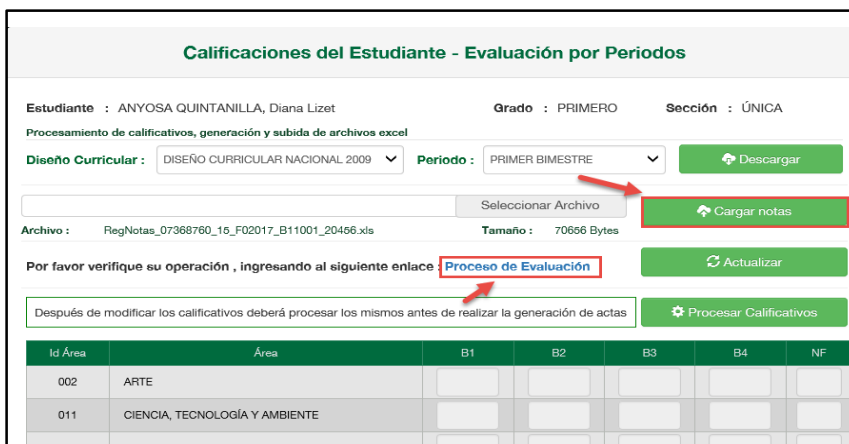 Calificaciones del Estudiante - Evaluación por Periodos
Estudiante : ANYOSA QUINTANILLA, Diana Lizet Grado : PRIMERO Sección : ÚNICA
Procesamiento de calificativos, generación y subida de archivos excel
Diseño Curricular : DISEÑO CURRICULAR NACIONAL 2009 Periodo : PRIMER BIMESTRE Descargar
Seleccionar Archivo Cargar notas
Archivo : RegNotas_07368760_15_F02017_B11001_20456.xls Tamaño : 70656 Bytes
Por favor verifique su operación , ingresando al siguiente enlace : Proceso de Evaluación Actualizar
Después de modificar los calificativos deberá procesar los mismos antes de realizar la generación de actas Procesar Calificativos
Id Área Área B1 B2 B3 B4 NF
002 ARTE
011 CIENCIA, TECNOLOGÍA Y AMBIENTE